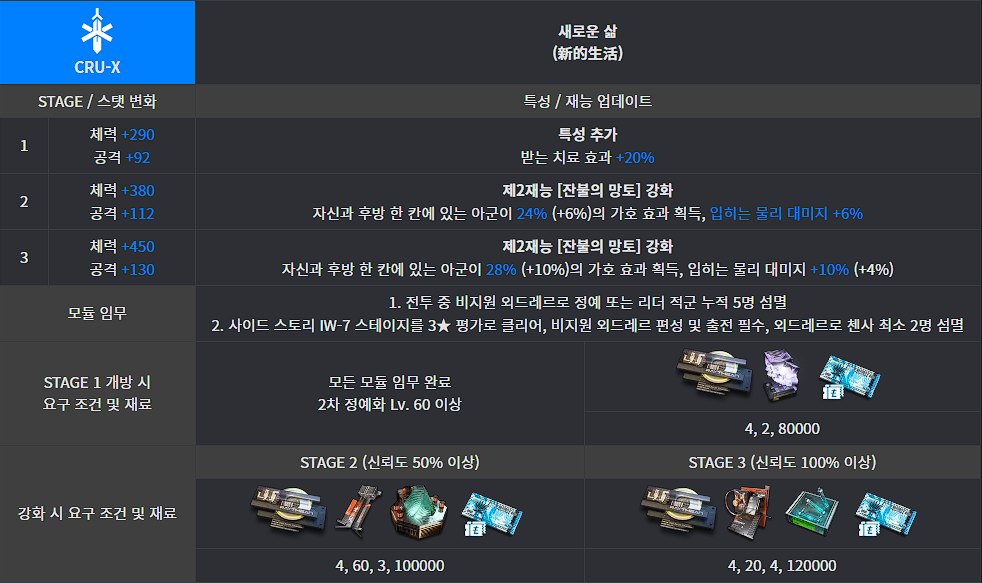 CRU-X
새로운 삶
(新的生活)
STAGE / 스탯 변화
특성 / 재능 업데이트
1
체력 +290
공격 +92
특성 추가
받는 치료 효과 +20%
2
체력 +380
공격 +112
제2재능 [잔불의 망토] 강화
자신과 후방 한 칸에 있는 아군이 24% (+6%)의 가호 효과 획득, 입히는 물리 대미지 +6%
3
체력 +450
공격 +130
제2재능 [잔불의 망토] 강화
자신과 후방 한 칸에 있는 아군이 28% (+10%)의 가호 효과 획득, 입히는 물리 대미지 +10% (+4%)
모듈 임무
1. 전투 중 비지원 외드레르로 정예 또는 리더 적군 누적 5명 섬멸
2. 사이드 스토리 IW-7 스테이지를 3★ 평가로 클리어, 비지원 외드레르 편성 및 출전 필수, 외드레르로 첸사 최소 2명 섬멸
STAGE 1 개방 시
요구 조건 및 재료
모든 모듈 임무 완료
2차 정예화 Lv. 60 이상
4, 2, 80000
강화 시 요구 조건 및 재료
STAGE 2 (신뢰도 50% 이상)
STAGE 3 (신뢰도 100% 이상)
4, 60, 3, 100000
4, 20, 4, 120000